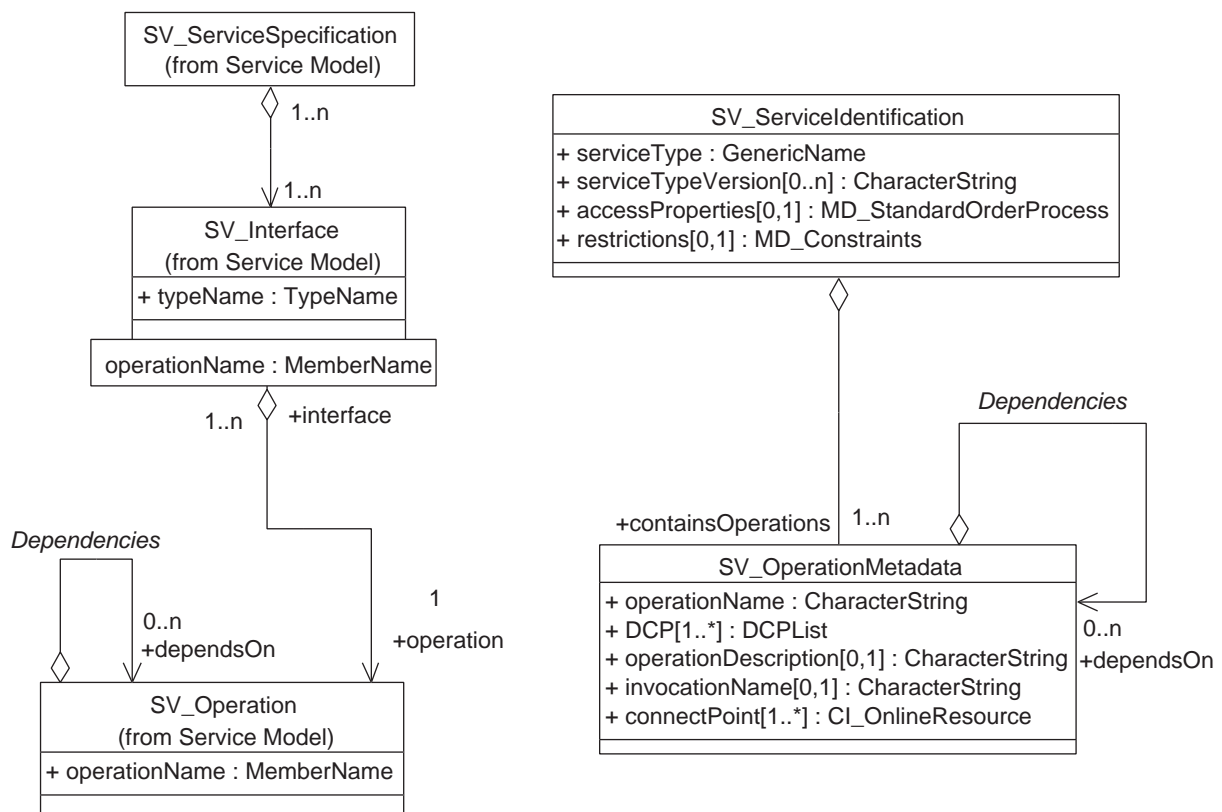 SV_ServiceSpecification
(from Service Model)
1..n
1..n
SV_Interface
(from Service Model)
+ typeName : TypeName
operationName : MemberName
1..n
+interface
Dependencies
0..n
+dependsOn
1
+operation
SV_Operation
(from Service Model)
+ operationName : MemberName
SV_ServiceIdentification
+ serviceType : GenericName
+ serviceTypeVersion[0..n] : CharacterString
+ accessProperties[0,1] : MD_StandardOrderProcess
+ restrictions[0,1] : MD_Constraints
Dependencies
+containsOperations
1..n
SV_OperationMetadata
+ operationName : CharacterString
+ DCP[1..*] : DCPList
+ operationDescription[0,1] : CharacterString
+ invocationName[0,1] : CharacterString
+ connectPoint[1..*] : CI_OnlineResource
0..n
+dependsOn